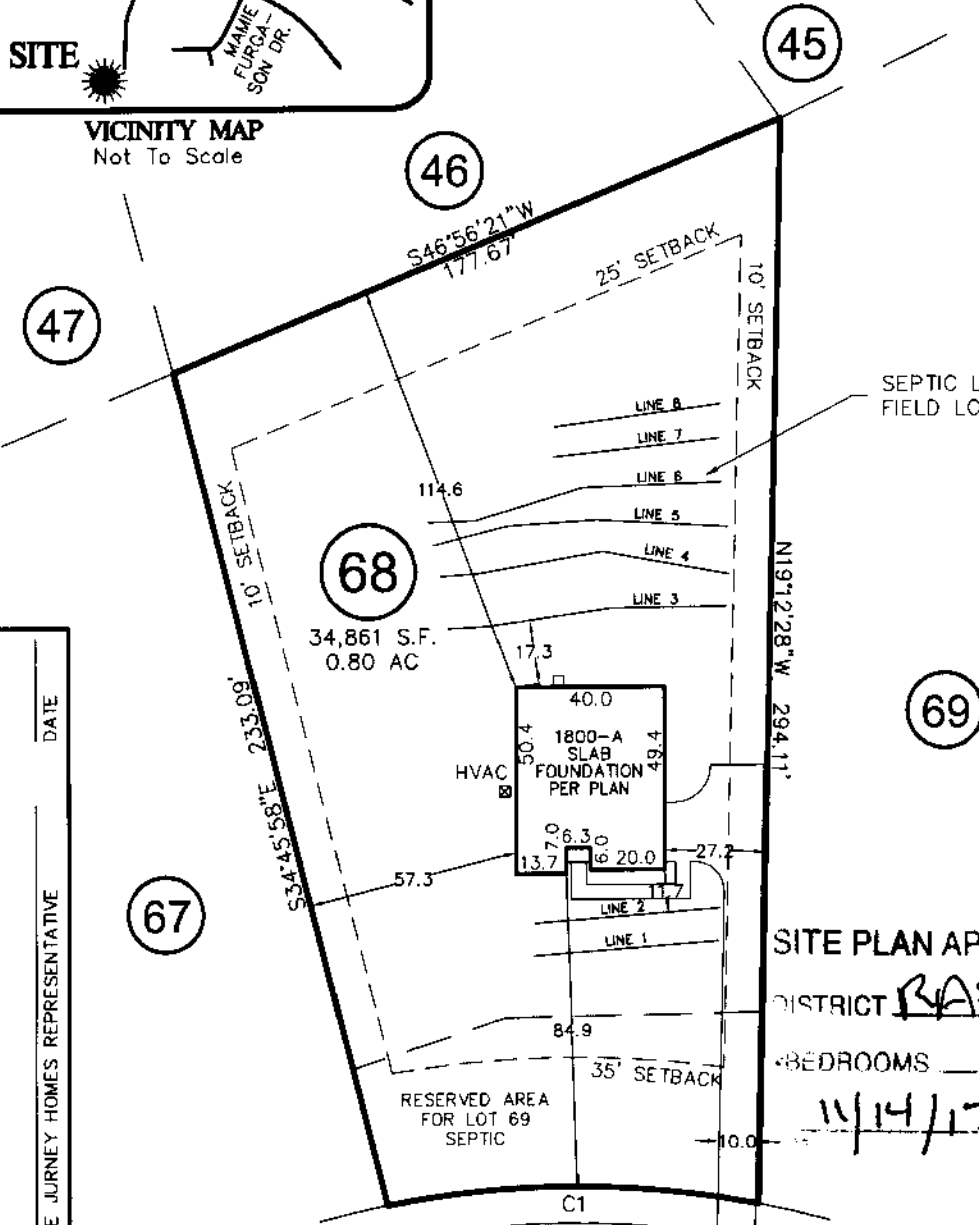 SITE
MAMIE
FURGA-
SON DR.
VICINITY MAP
Not To Scale
45
46
47
S46°56'21"W
177.67'
25' SETBACK
10' SETBACK
SEPTIC
FIELD
LINE 8
LINE 7
LINE 6
LINE 5
LINE 4
LINE 3
114.6
10' SETBACK
68
34,861 S.F.
0.80 AC
17.3
N19°12'28"W 294.11'
69
S34°45'58"E 233.09'
40.0
50.4
49.4
1800-A
SLAB
FOUNDATION
PER PLAN
HVAC
7.0
6.3
6.0
13.7
20.0
27.2
57.3
67
11.7
LINE 2
LINE 1
84.9
35' SETBACK
RESERVED AREA
FOR LOT 69
SEPTIC
10.0
C1
DATE
JURNEY HOMES REPRESENTATIVE
SITE PLAN
DISTRICT
BEDROOMS
11/14/1